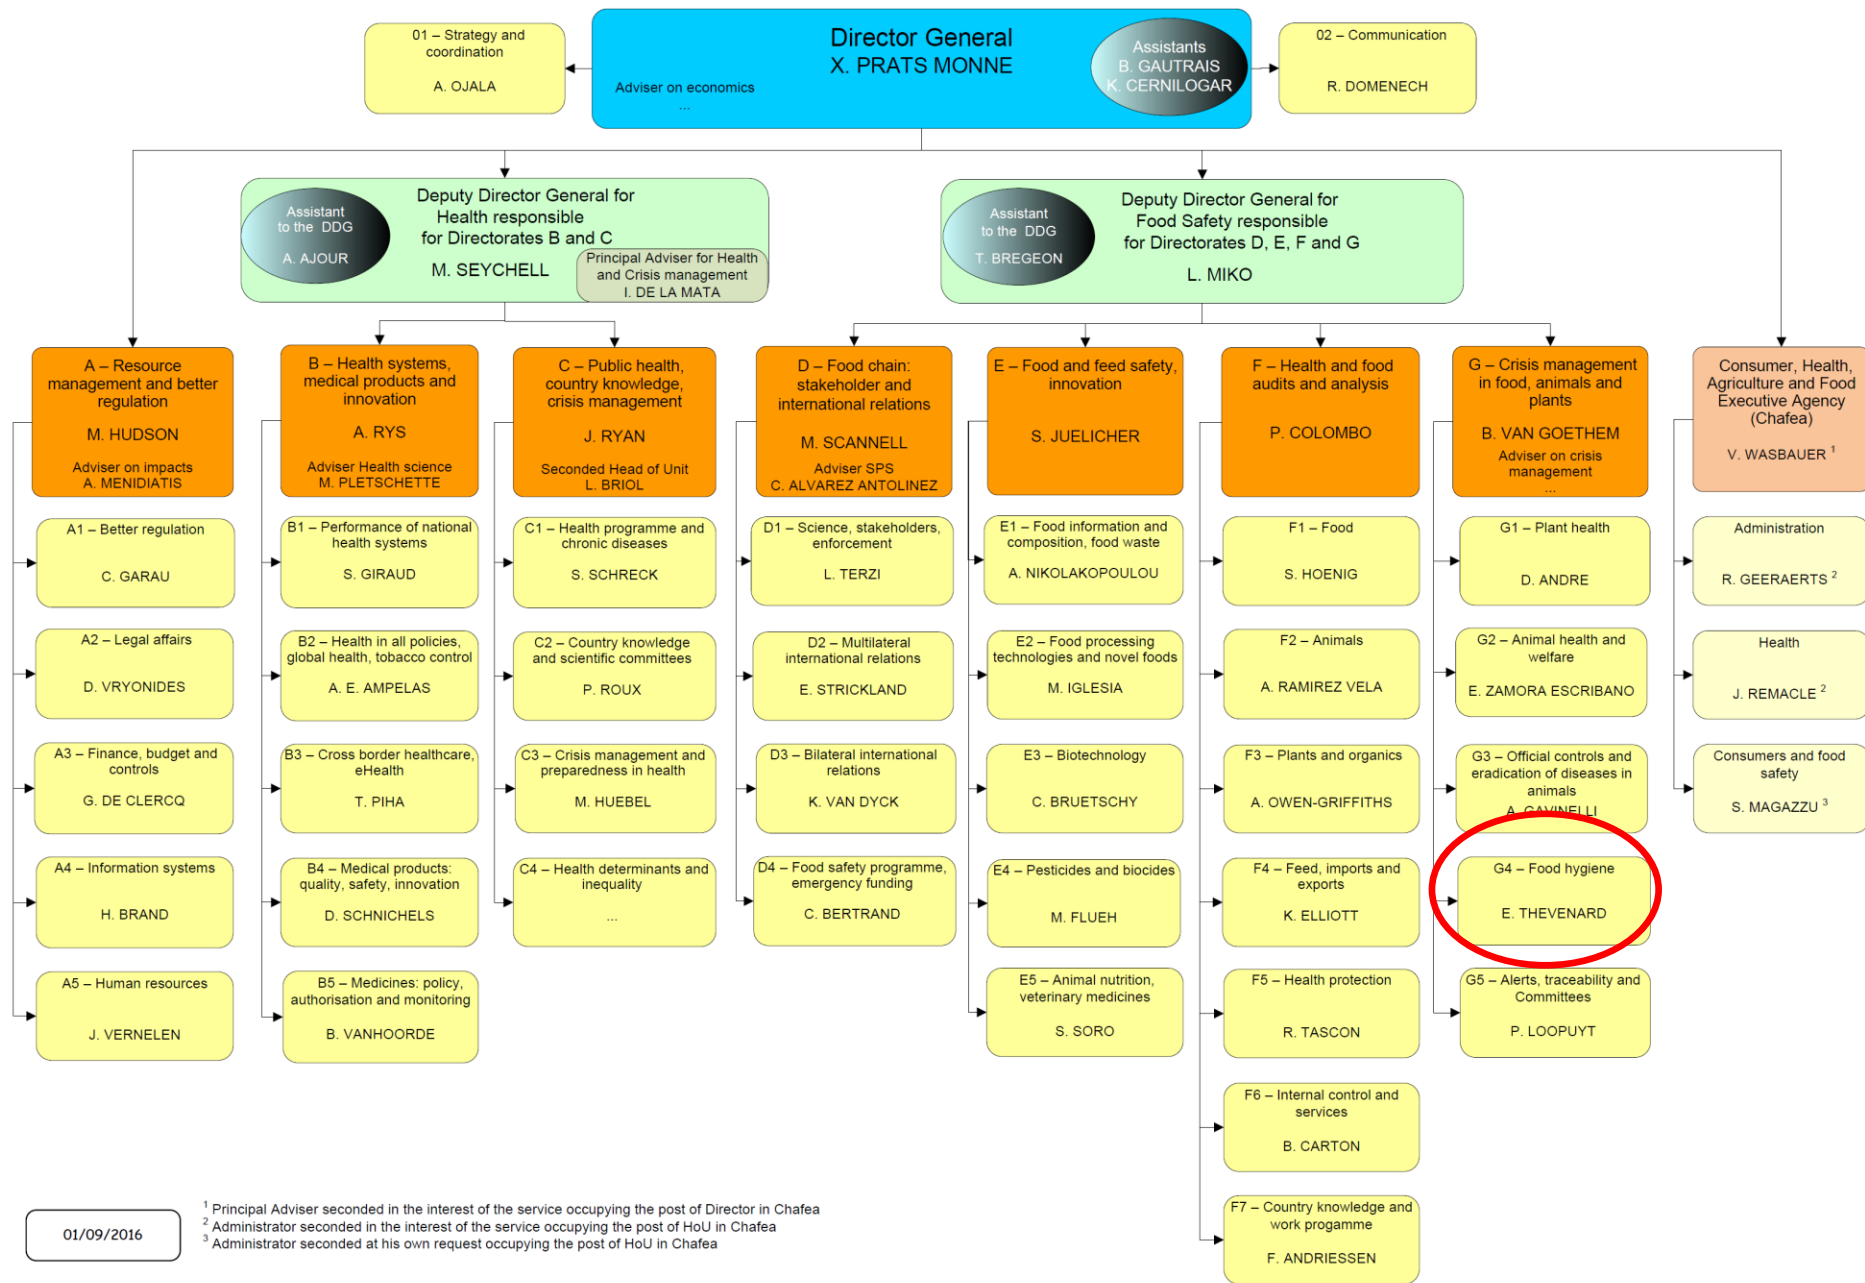 01 – Strategy and
coordination
A. OJALA
Director General
X. PRATS MONNE
Adviser on economics
...
Assistants
B. GAUTRAIS
K. CERNILOGAR
02 – Communication
R. DOMENECH
Assistant
to the DDG
A. AJOUR
Deputy Director General for
Health responsible
for Directorates B and C
M. SEYCHELL
Principal Adviser for Health
and Crisis management
I. DE LA MATA
Assistant
to the DDG
T. BREGEON
Deputy Director General for
Food Safety responsible
for Directorates D, E, F and G
L. MIKO
A – Resource
management and better
regulation
M. HUDSON
Adviser on impacts
A. MENIDIATIS
A1 – Better regulation
C. GARAU
A2 – Legal affairs
D. VRYONIDES
A3 – Finance, budget and
controls
G. DE CLERCQ
A4 – Information systems
H. BRAND
A5 – Human resources
J. VERNELEN
B – Health systems,
medical products and
innovation
A. RYS
Adviser Health science
M. PLETSCHETTE
B1 – Performance of national
health systems
S. GIRAUD
B2 – Health in all policies,
global health, tobacco control
A. E. AMPELAS
B3 – Cross border healthcare,
eHealth
T. PIHA
B4 – Medical products:
quality, safety, innovation
D. SCHNICHELS
B5 – Medicines: policy,
authorisation and monitoring
B. VANHOORDE
C – Public health,
country knowledge,
crisis management
J. RYAN
Seconded Head of Unit
L. BRIOL
C1 – Health programme and
chronic diseases
S. SCHRECK
C2 – Country knowledge
and scientific committees
P. ROUX
C3 – Crisis management and
preparedness in health
M. HUEBEL
C4 – Health determinants and
inequality
...
D – Food chain:
stakeholder and
international relations
M. SCANNELL
Adviser SPS
C. ALVAREZ ANTOLINEZ
D1 – Science, stakeholders,
enforcement
L. TERZI
D2 – Multilateral
international relations
E. STRICKLAND
D3 – Bilateral international
relations
K. VAN DYCK
D4 – Food safety programme,
emergency funding
C. BERTRAND
E – Food and feed safety,
innovation
S. JUELICHER
E1 – Food information and
composition, food waste
A. NIKOLAKOPOULOU
E2 – Food processing
technologies and novel foods
M. IGLESIA
E3 – Biotechnology
C. BRUETSCHY
E4 – Pesticides and biocides
M. FLUEH
E5 – Animal nutrition,
veterinary medicines
S. SORO
F – Health and food
audits and analysis
P. COLOMBO
F1 – Food
S. HOENIG
F2 – Animals
A. RAMIREZ VELA
F3 – Plants and organics
A. OWEN-GRIFFITHS
F4 – Feed, imports and
exports
K. ELLIOTT
F5 – Health protection
R. TASCON
F6 – Internal control and
services
B. CARTON
F7 – Country knowledge and
work progamme
F. ANDRIESSEN
G – Crisis management
in food, animals and
plants
B. VAN GOETHEM
Adviser on crisis
management
...
G1 – Plant health
D. ANDRE
G2 – Animal health and
welfare
E. ZAMORA ESCRIBANO
G3 – Official controls and
eradication of diseases in
animals
A. GAVINELLI
G4 – Food hygiene
E. THEVENARD
G5 – Alerts, traceability and
Committees
P. LOOPUYT
Consumer, Health,
Agriculture and Food
Executive Agency
(Chafea)
V. WASBAUER 1
Administration
R. GEERAERTS 2
Health
J. REMACLE 2
Consumers and food
safety
S. MAGAZZU 3
01/09/2016
1 Principal Adviser seconded in the interest of the service occupying the post of Director in Chafea
2 Administrator seconded in the interest of the service occupying the post of HoU in Chafea
3 Administrator seconded at his own request occupying the post of HoU in Chafea